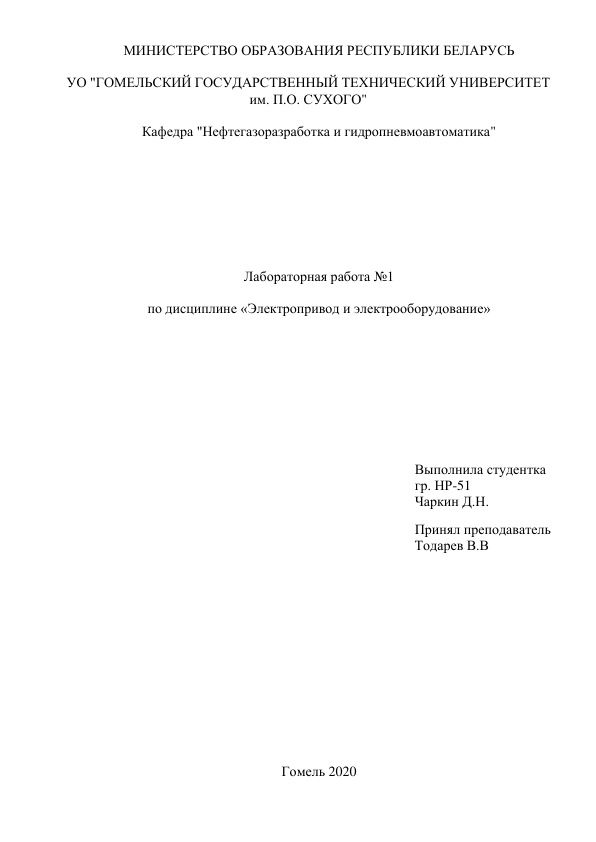 МИНИСТЕРСТВО ОБРАЗОВАНИЯ РЕСПУБЛИКИ БЕЛАРУСЬ
УО "ГОМЕЛЬСКИЙ ГОСУДАРСТВЕННЫЙ ТЕХНИЧЕСКИЙ УНИВЕРСИТЕТ
им. П.О. СУХОГО"
Кафедра "Нефтегазоразработка и гидропневмоавтоматика"
Лабораторная работа №1
по дисциплине «Электропривод и электрооборудование»
Выполнила студентка
гр. НР-51
Чаркин Д.Н.
Принял преподаватель
Тодарев В.В
Гомель 2020